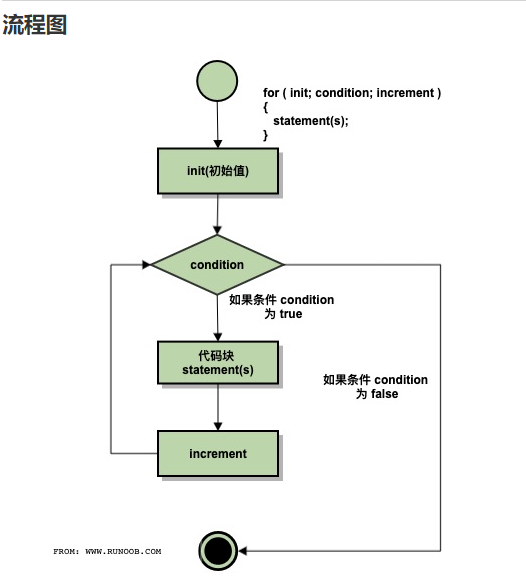 流程图
for ( init; condition; increment )
{
statement(s);
}
init(初始值)
condition
如果条件 condition
为 true
代码块
statement(s)
如果条件 condition
为 false
increment
FROM: WWW.RUNOOB.COM